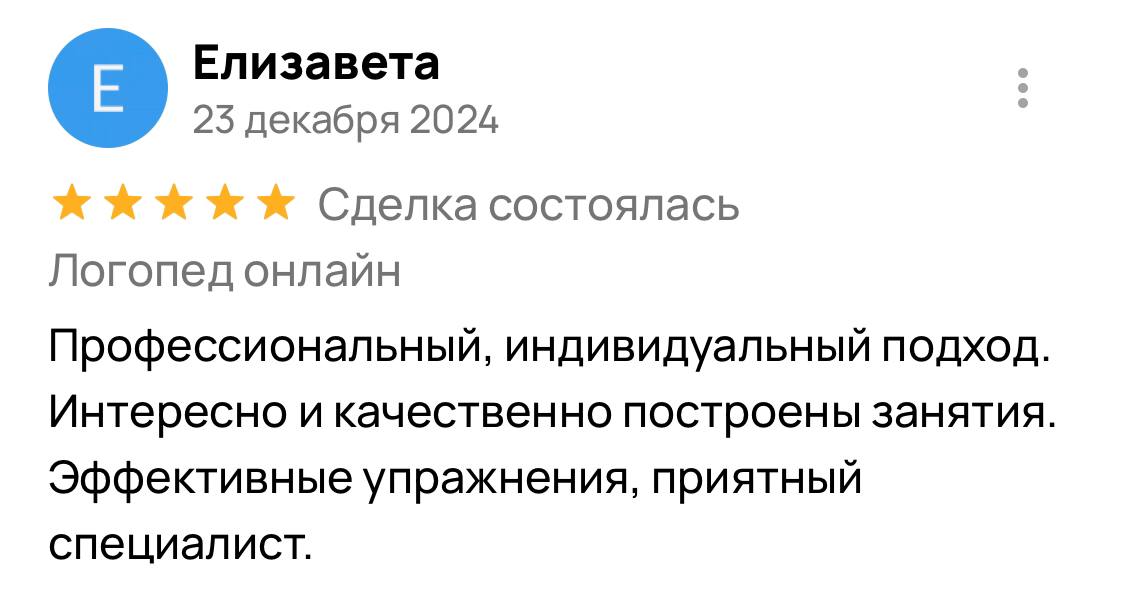 Е
Елизавета
23 декабря 2024
Сделка состоялась
Логопед онлайн
Профессиональный, индивидуальный подход.
Интересно и качественно построены занятия.
Эффективные упражнения, приятный
специалист.